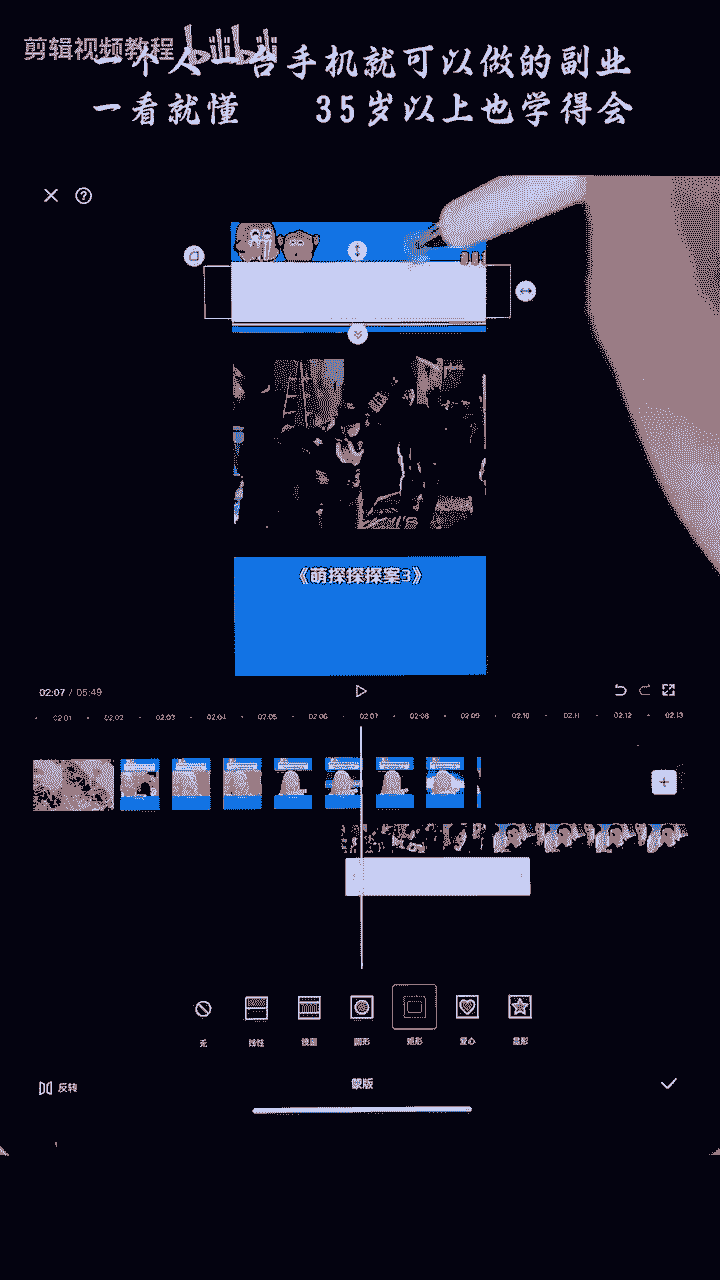 剪辑视频教程 bilibili
一个人一台手机就可以做的副业
一看就懂 35岁以上也学得会
《萌探探探案3》
02:07 / 05:49
02:01 02:02 02:03 02:04 02:05 02:06 02:07 02:08 02:09 02:10 02:11 02:12 02:13
无 线性 镜面 圆形 矩形 爱心 星形
反转 蒙版